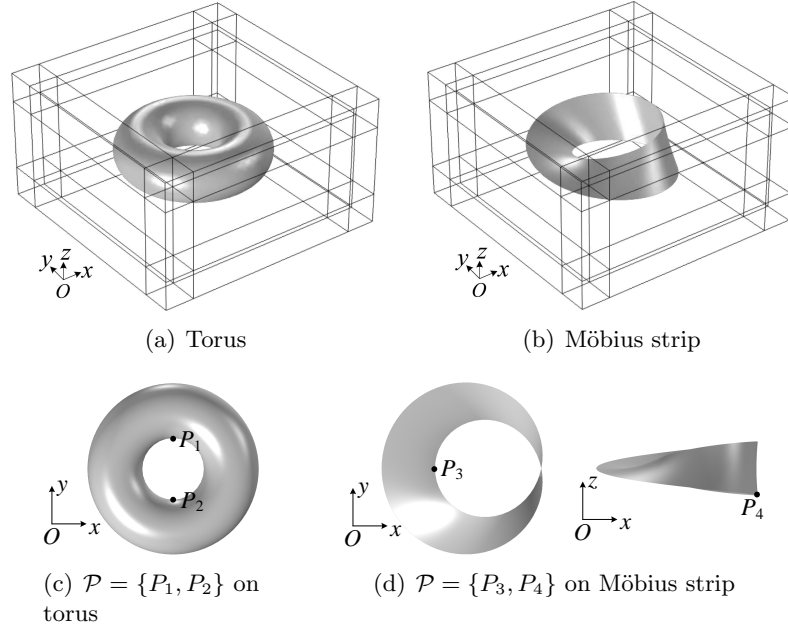 y z x
O
y z x
O
(a) Torus
(b) Möbius strip
P₁
P₂
y
x
O
P₃
y
x
O
z
x
O
P₄
(c) 𝒫 = {P₁, P₂} on
torus
(d) 𝒫 = {P₃, P₄} on Möbius strip